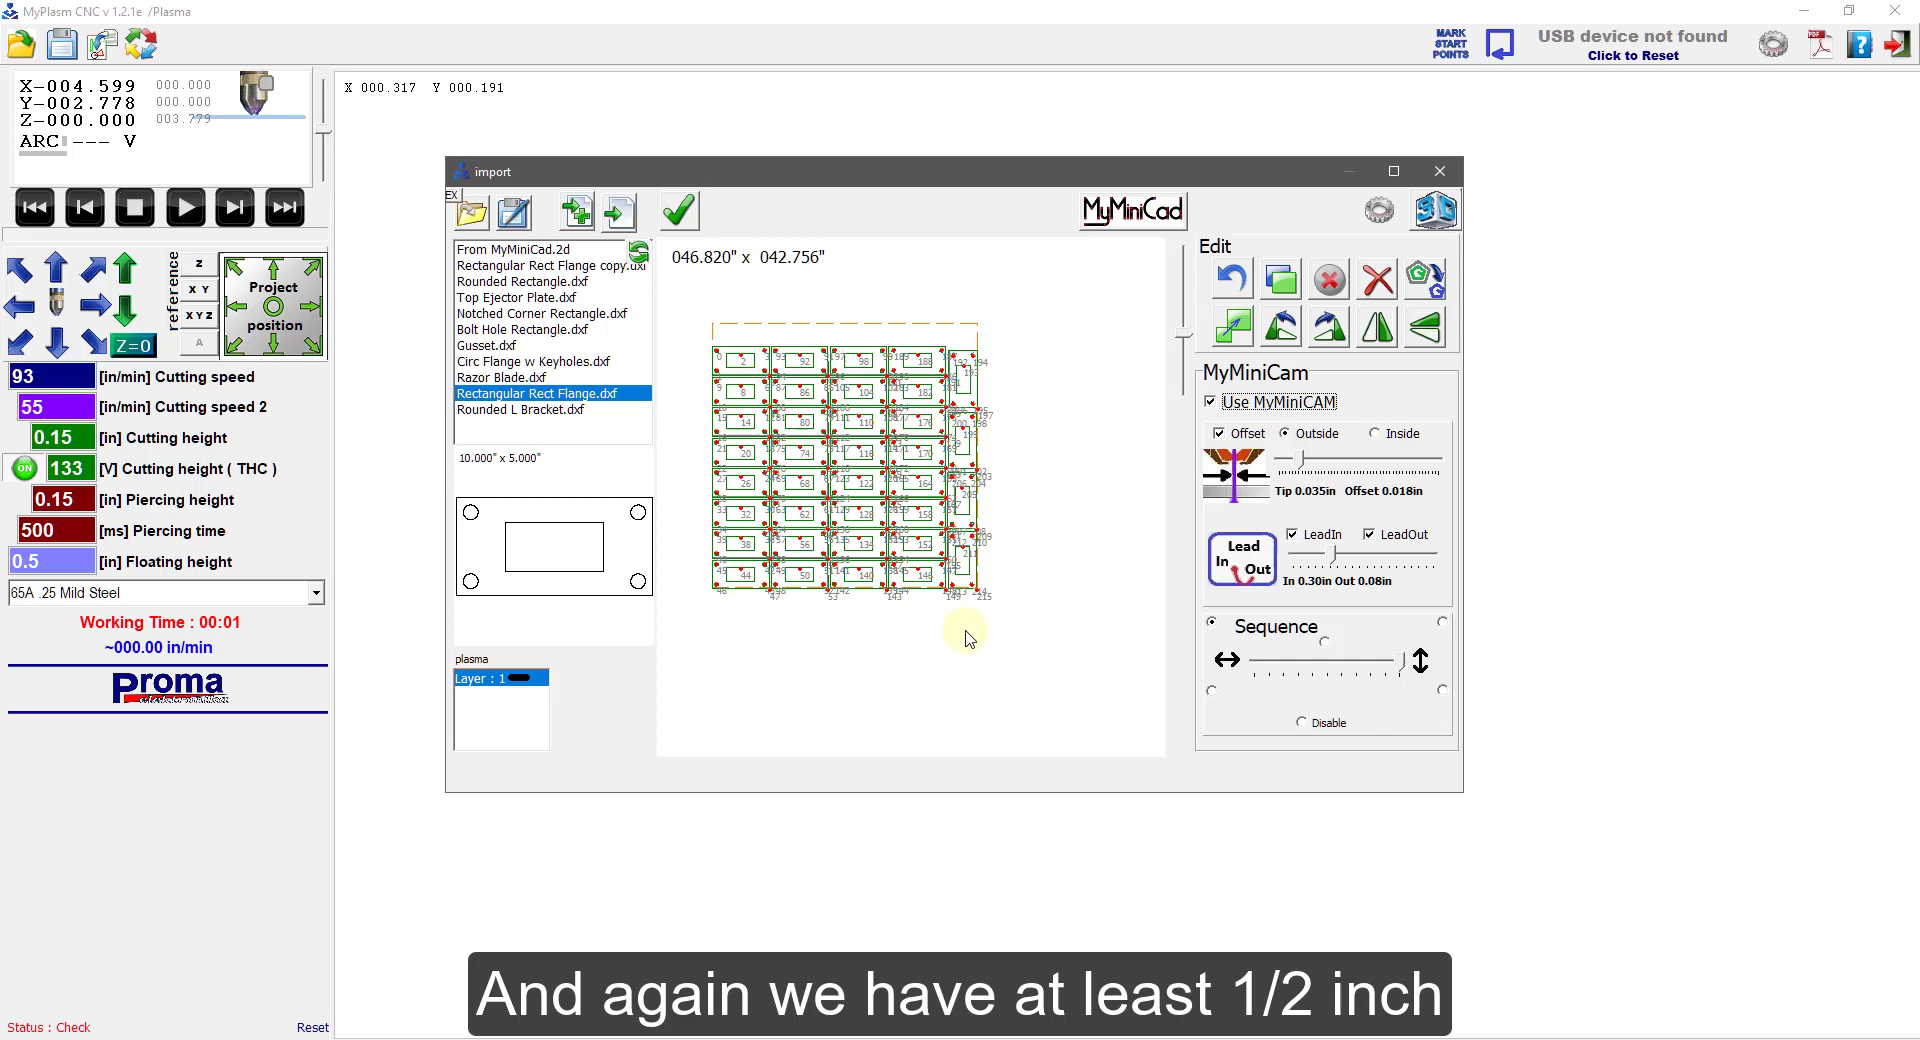 MyPlasm CNC v 1.2.1e /Plasma
MARK START POINTS
USB device not found
Click to Reset
X-004.599 000.000
Y-002.778 000.000
Z-000.000 003.779
ARC --- V
X 000.317 Y 000.191
reference
Z
X Y
X Y Z
A
Z=0
Project position
93 [in/min] Cutting speed
55 [in/min] Cutting speed 2
0.15 [in] Cutting height
ON 133 [V] Cutting height ( THC )
0.15 [in] Piercing height
500 [ms] Piercing time
0.5 [in] Floating height
65A .25 Mild Steel
Working Time : 00:01
~000.00 in/min
Proma
Status : Check
Reset
import
EX
MyMiniCad
3D
From MyMiniCad.2d
Rectangular Rect Flange copy.dxf
Rounded Rectangle.dxf
Top Ejector Plate.dxf
Notched Corner Rectangle.dxf
Bolt Hole Rectangle.dxf
Gusset.dxf
Circ Flange w Keyholes.dxf
Razor Blade.dxf
Rectangular Rect Flange.dxf
Rounded L Bracket.dxf
10.000" x 5.000"
plasma
Layer : 1
046.820" x 042.756"
Edit
MyMiniCam
Use MyMiniCAM
Offset Outside Inside
Tip 0.035in Offset 0.018in
Lead In Out
LeadIn LeadOut
In 0.30in Out 0.08in
Sequence
Disable
And again we have at least 1/2 inch